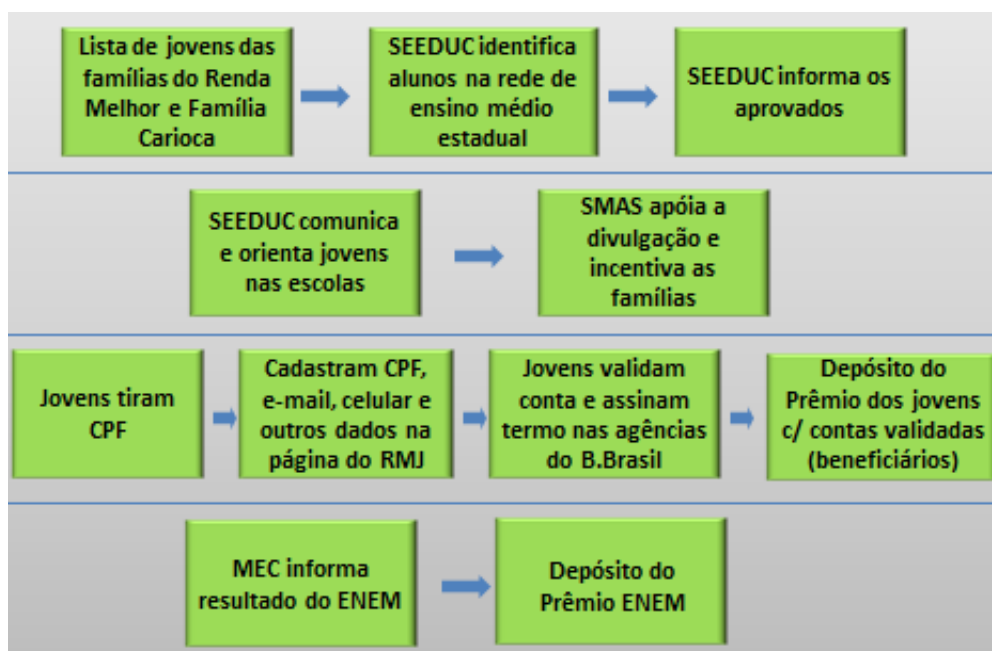 Lista de jovens das
famílias do Renda
Melhor e Família
Carioca
SEEDUC identifica
alunos na rede de
ensino médio
estadual
SEEDUC informa os
aprovados
SEEDUC comunica
e orienta jovens
nas escolas
SMAS apóia a
divulgação e
incentiva as
famílias
Jovens tiram
CPF
Cadastram CPF,
e-mail, celular e
outros dados na
página do RMJ
Jovens validam
conta e assinam
termo nas agências
do B.Brasil
Depósito do
Prêmio dos jovens
c/ contas validadas
(beneficiários)
MEC informa
resultado do ENEM
Depósito do
Prêmio ENEM